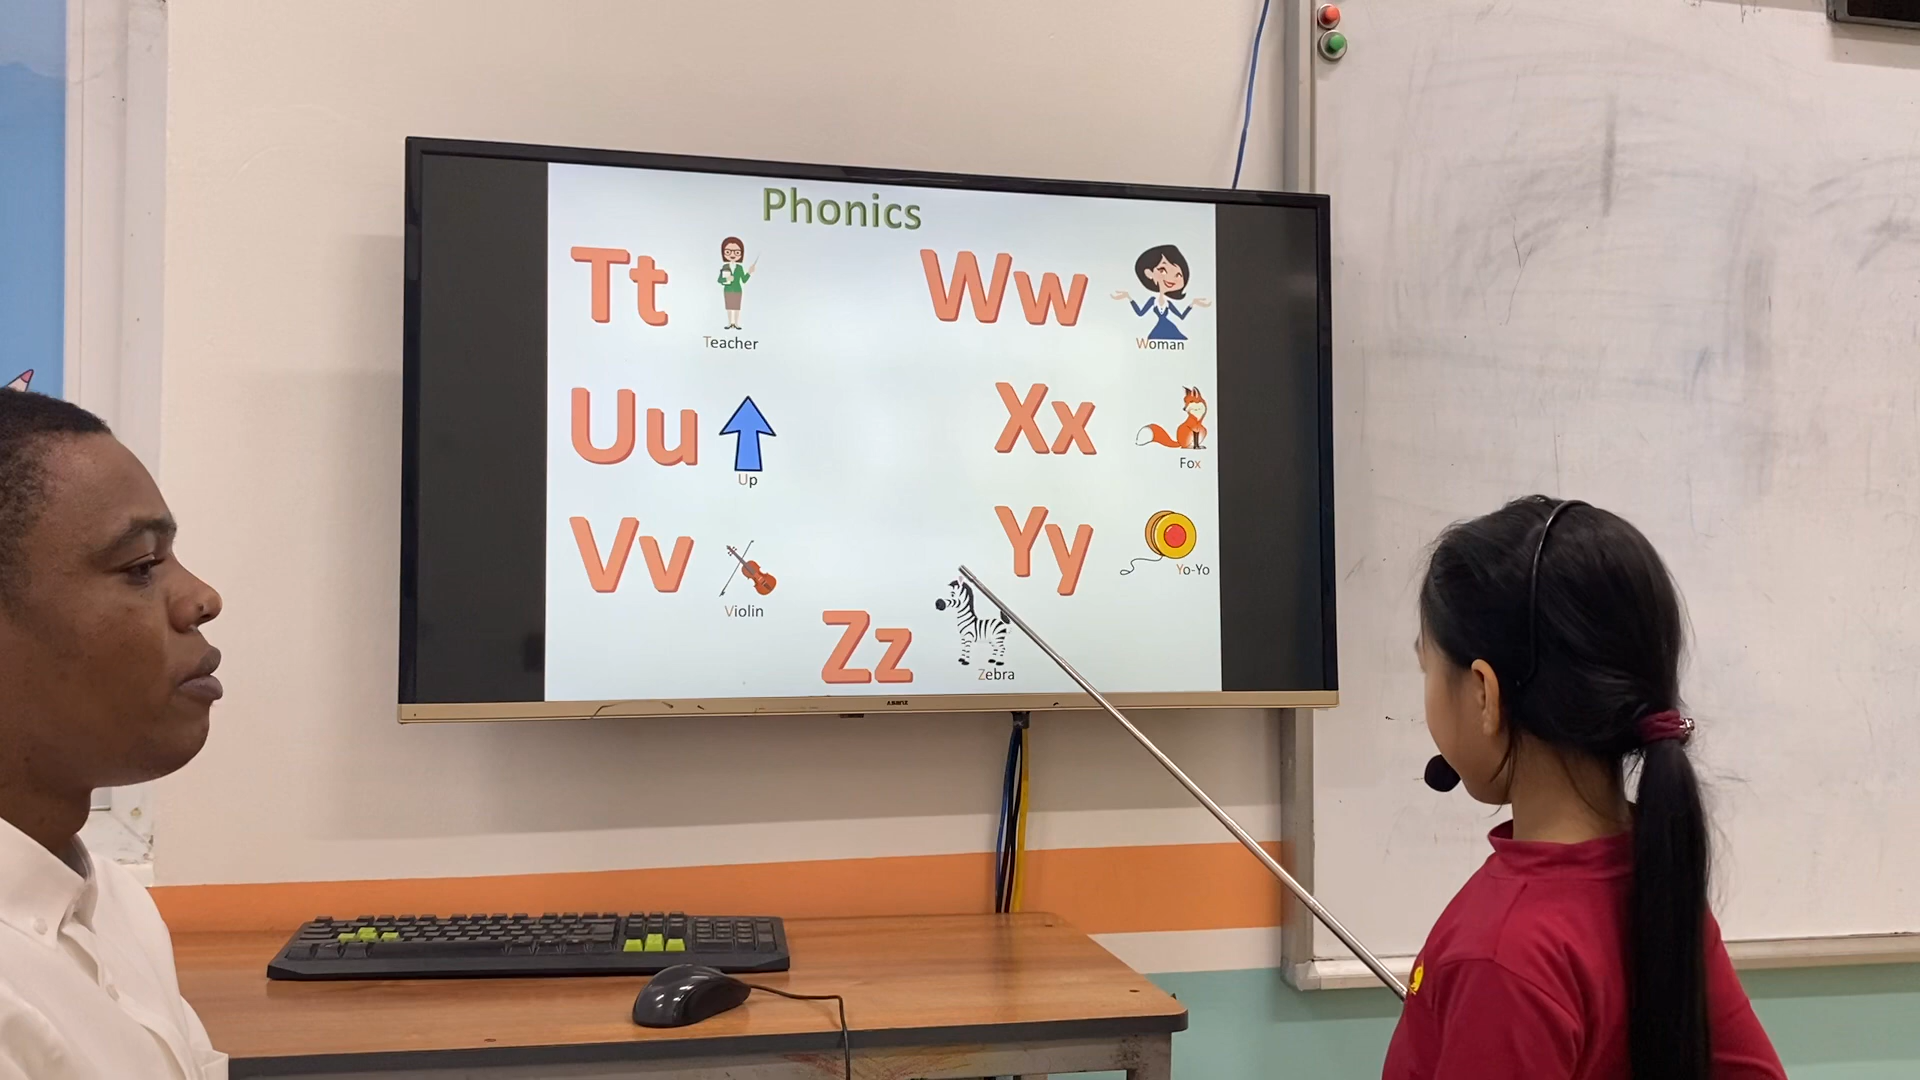 Phonics
Tt
Teacher
Ww
Woman
Uu
Up
Xx
Fox
Vv
Violin
Yy
Yo-Yo
Zz
Zebra